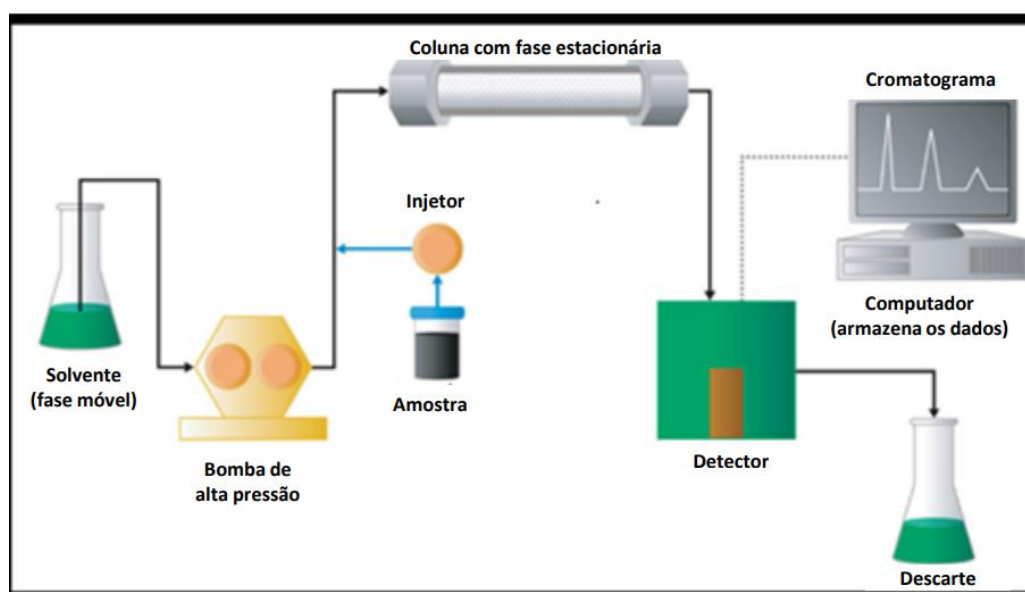 Coluna com fase estacionária
Cromatograma
Injetor
Solvente
(fase móvel)
Amostra
Computador
(armazena os dados)
Bomba de
alta pressão
Detector
Descarte